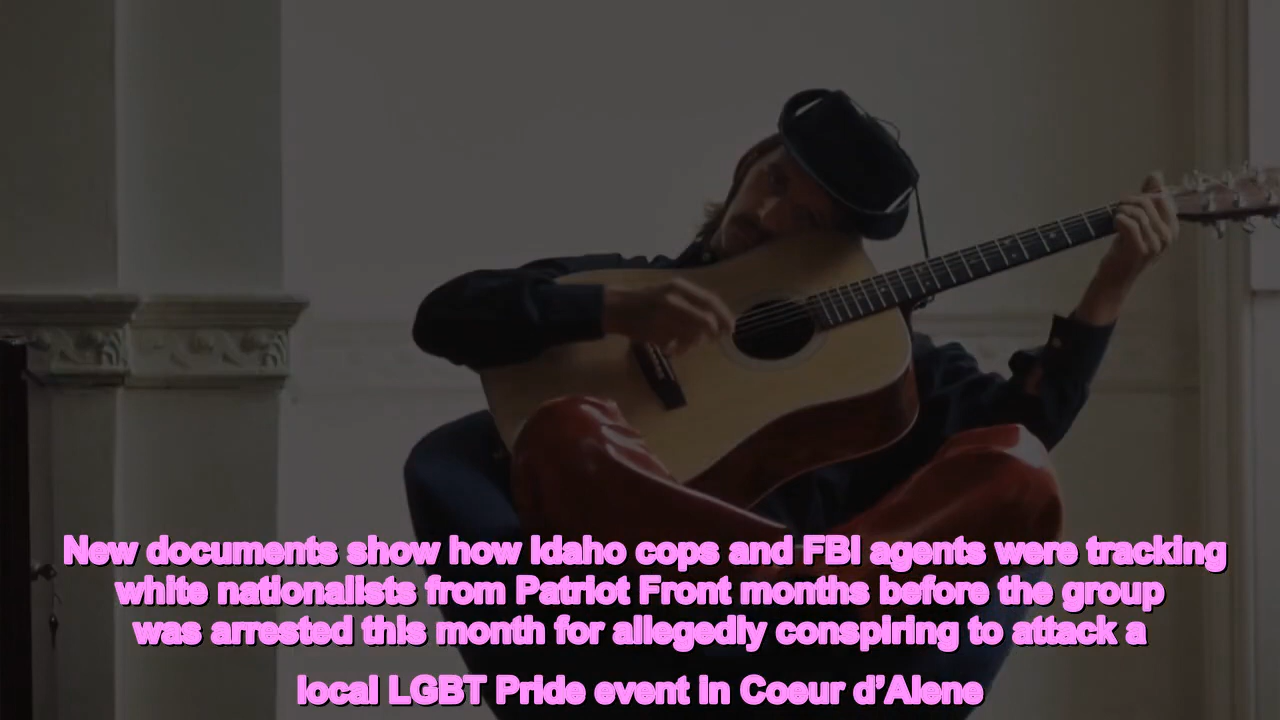 New documents show how Idaho cops and FBI agents were tracking
white nationalists from Patriot Front months before the group
was arrested this month for allegedly conspiring to attack a
local LGBT Pride event in Coeur d’Alene